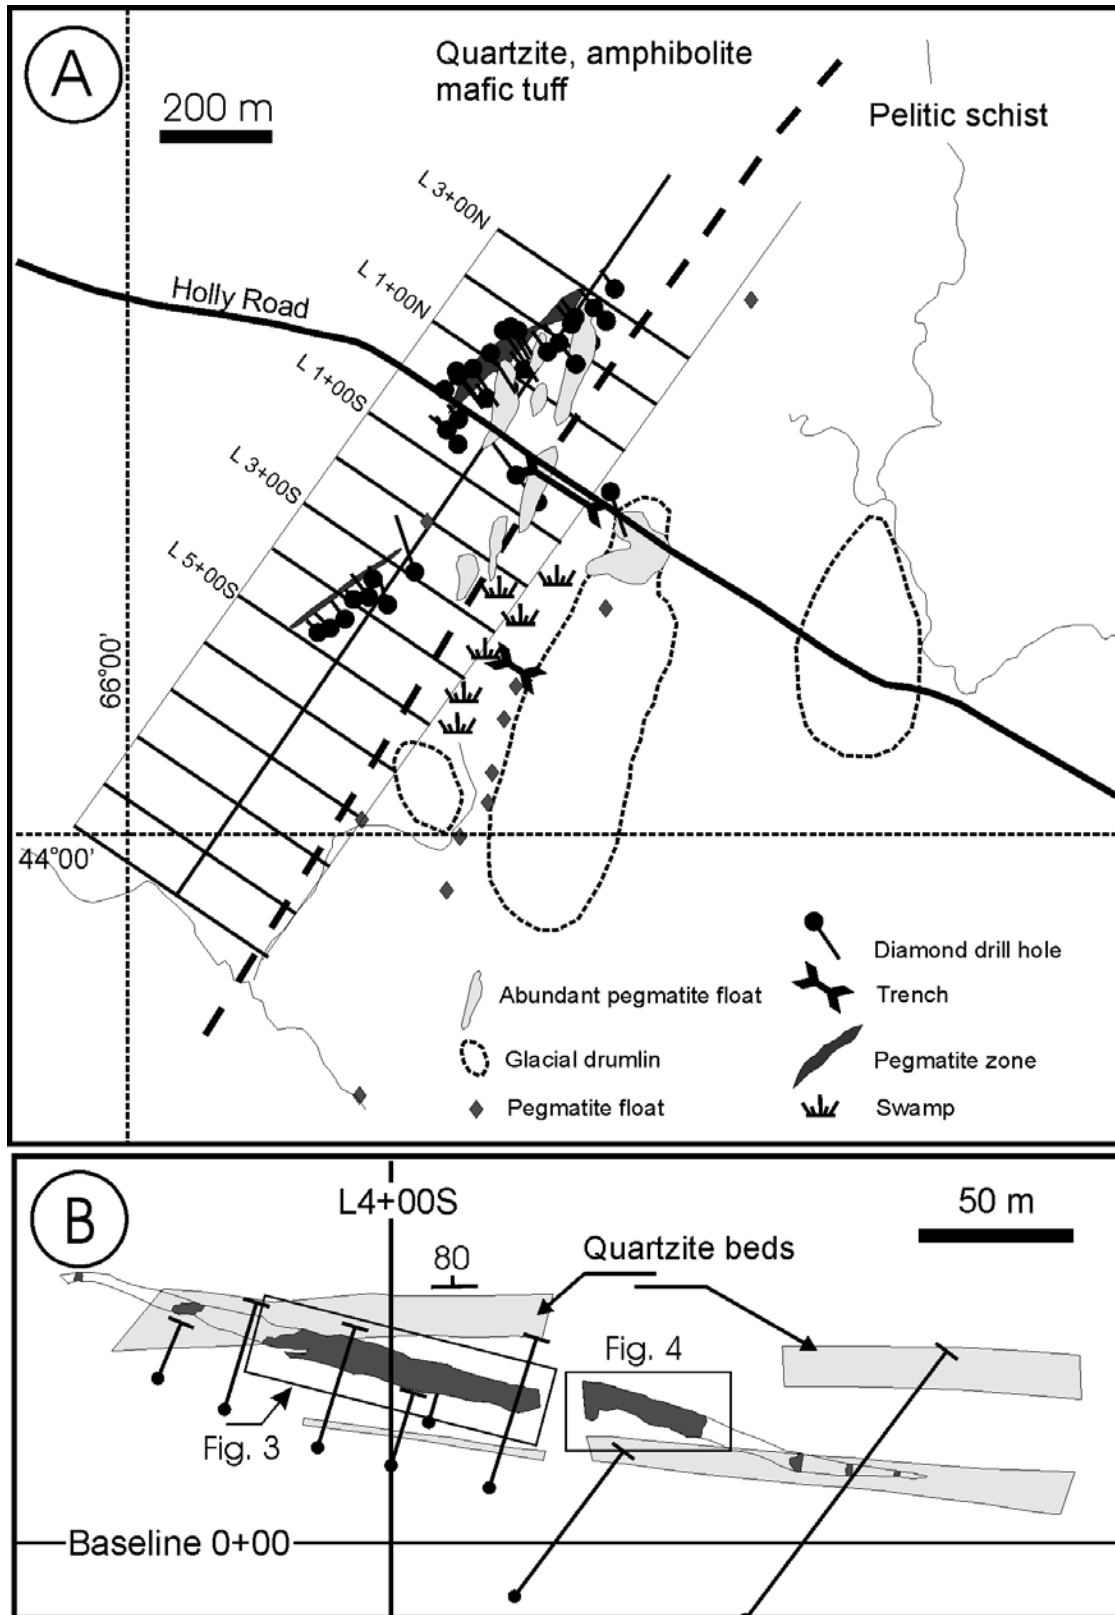 A
200 m
Quartzite, amphibolite
mafic tuff
Pelitic schist
L 3+00N
L 1+00N
Holly Road
L 1+00S
L 3+00S
L 5+00S
66°00'
44°00'
Abundant pegmatite float
Glacial drumlin
Pegmatite float
Diamond drill hole
Trench
Pegmatite zone
Swamp
B
L4+00S
80
Quartzite beds
50 m
Fig. 3
Fig. 4
Baseline 0+00